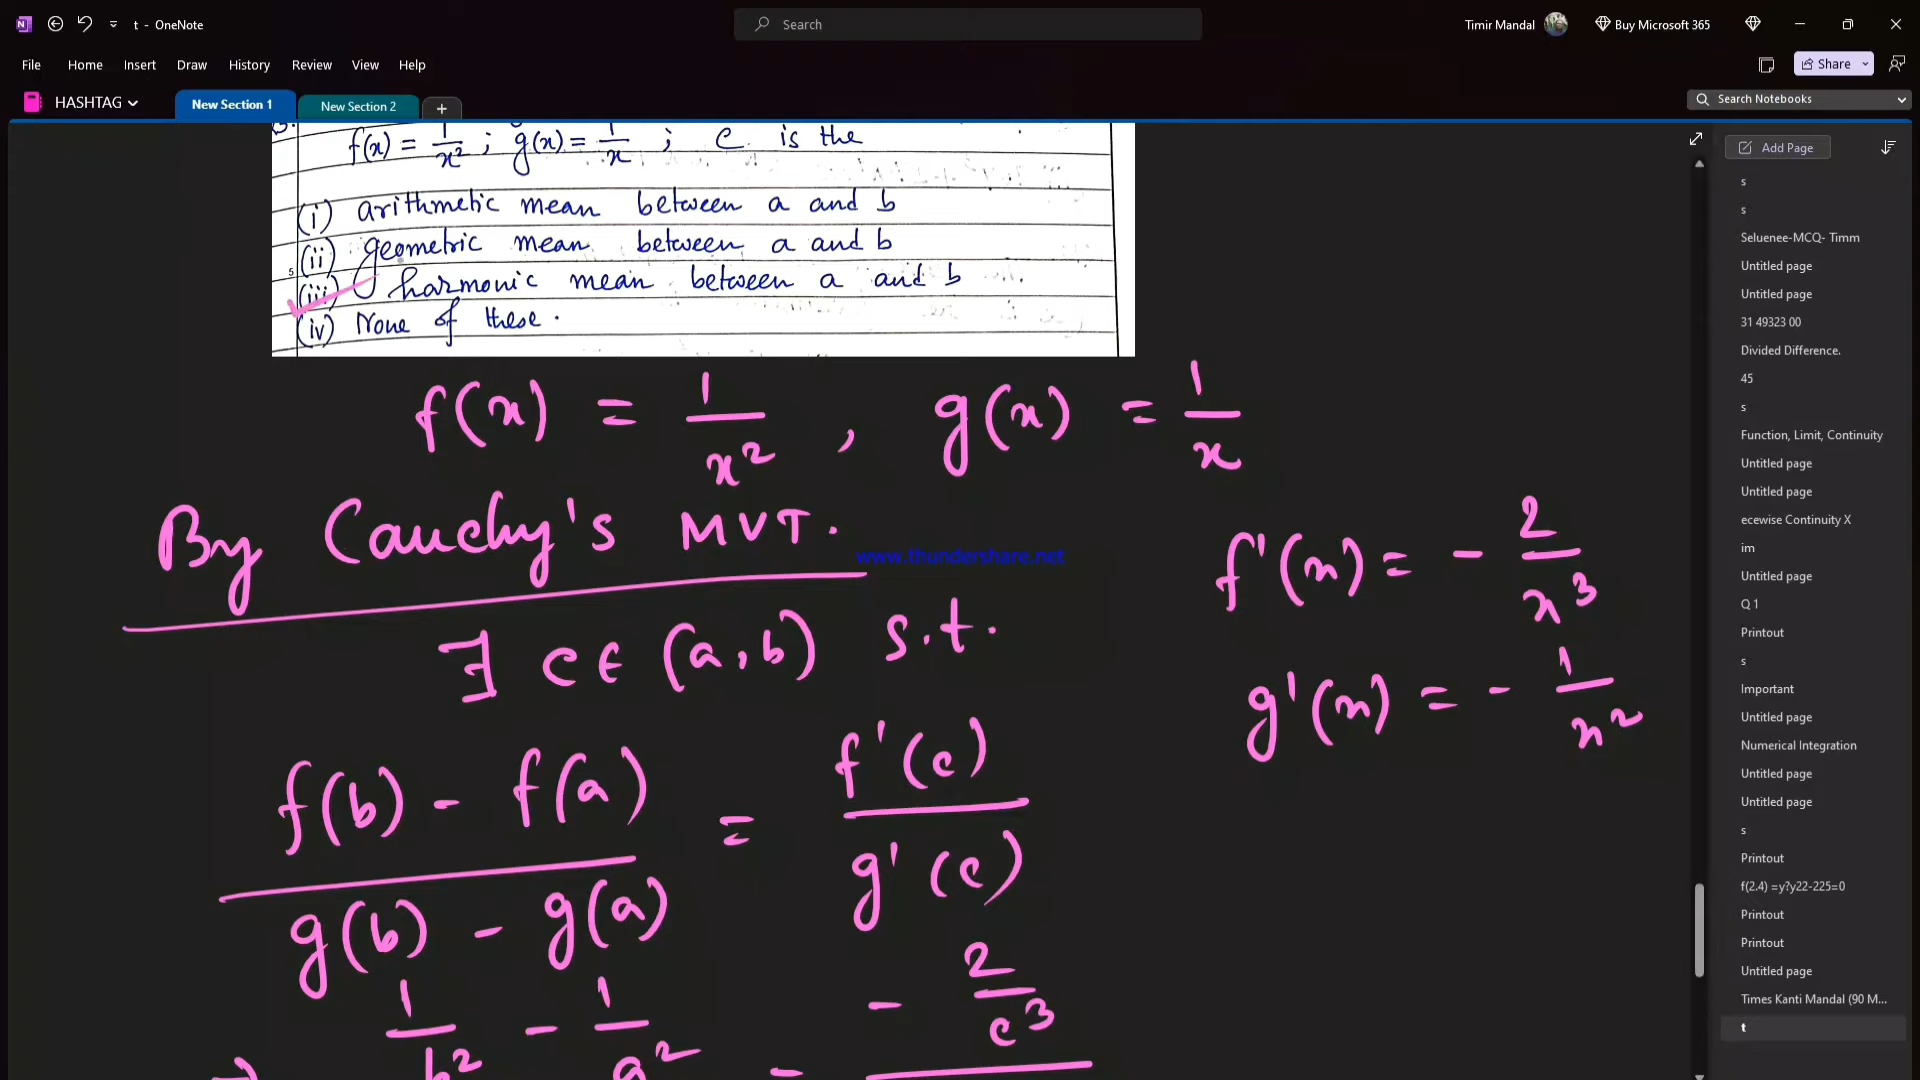 t - OneNote
Search
Timir Mandal
Buy Microsoft 365
File Home Insert Draw History Review View Help
Share
HASHTAG
New Section 1
New Section 2
+
Search Notebooks
f(x) = 1/x² ; g(x) = 1/x ; c is the
(i) arithmetic mean between a and b
(ii) geometric mean between a and b
5
(iii) harmonic mean between a and b
(iv) None of these.
f(x) = 1/x² , g(x) = 1/x
By Cauchy's MVT.
www.thundershare.net
∃ c ∈ (a,b) s.t.
f'(x) = - 2/x³
g'(x) = - 1/x²
f(b) - f(a) / g(b) - g(a) = f'(c) / g'(c)
⇒ 1/b² - 1/a² = - 2/c³
Add Page
s
s
Seluenee-MCQ- Timm
Untitled page
Untitled page
31 49323 00
Divided Difference.
45
s
Function, Limit, Continuity
Untitled page
Untitled page
ecewise Continuity X
im
Untitled page
Q 1
Printout
s
Important
Untitled page
Numerical Integration
Untitled page
Untitled page
s
Printout
f(2.4) =y?y22-225=0
Printout
Printout
Untitled page
Times Kanti Mandal (90 M...
t